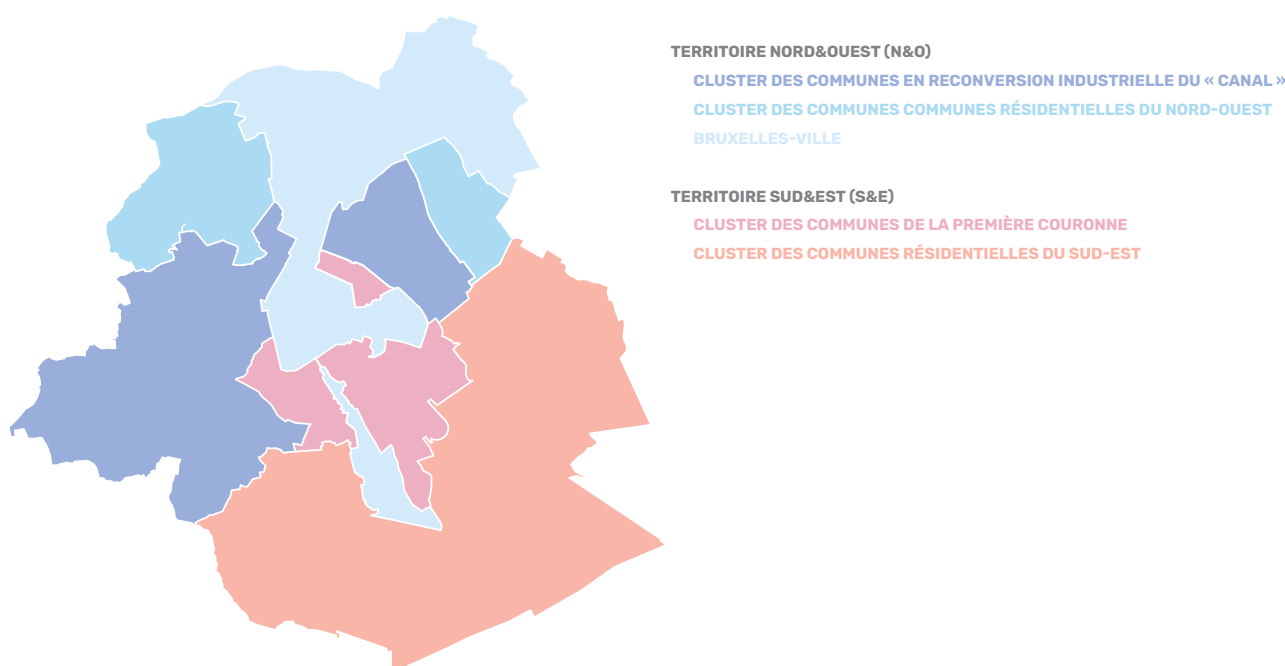 TERRITOIRE NORD&OUEST (N&O)
CLUSTER DES COMMUNES EN RECONVERSION INDUSTRIELLE DU « CANAL »
CLUSTER DES COMMUNES COMMUNES RÉSIDENTIELLES DU NORD-OUEST
BRUXELLES-VILLE
TERRITOIRE SUD&EST (S&E)
CLUSTER DES COMMUNES DE LA PREMIÈRE COURONNE
CLUSTER DES COMMUNES RÉSIDENTIELLES DU SUD-EST